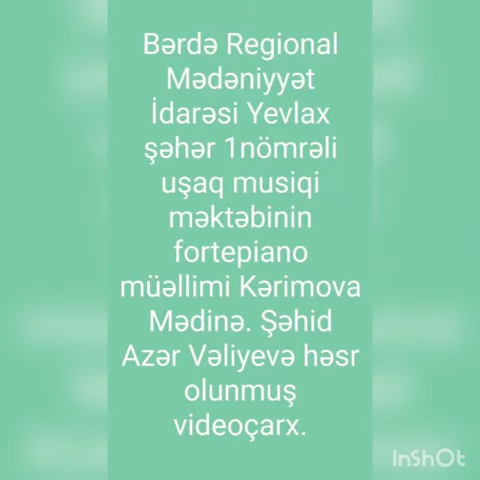 Bərdə Regional
Mədəniyyət
İdarəsi Yevlax
şəhər 1nömrəli
uşaq musiqi
məktəbinin
fortepiano
müəllimi Kərimova
Mədinə. Şəhid
Azər Vəliyevə həsr
olunmuş
videoçarx.
InShOt